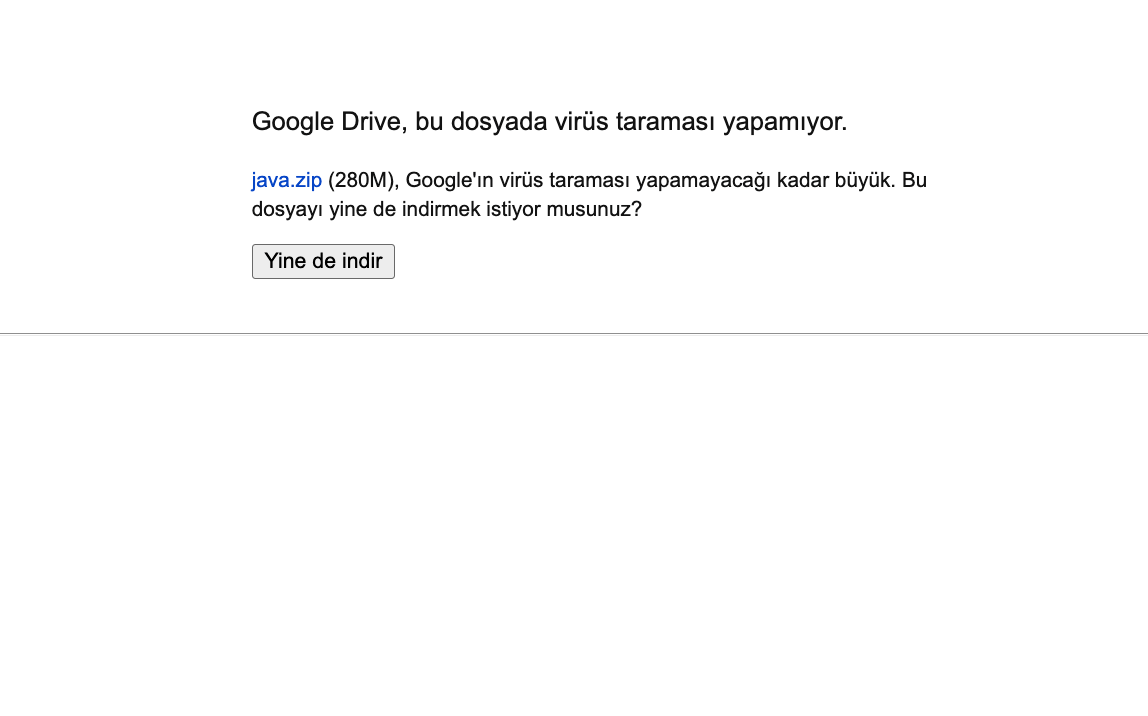 Google Drive, bu dosyada virüs taraması yapamıyor.
java.zip (280M), Google'ın virüs taraması yapamayacağı kadar büyük. Bu
dosyayı yine de indirmek istiyor musunuz?
Yine de indir